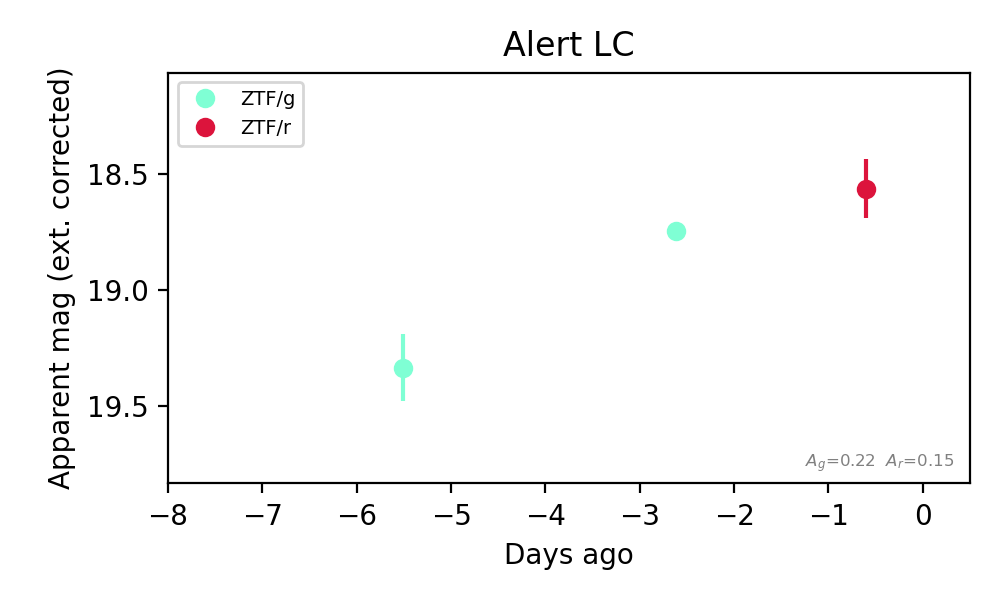 Alert LC
Apparent mag (ext. corrected)
ZTF/g
ZTF/r
18.5
19.0
19.5
A_g=0.22 A_r=0.15
−8 −7 −6 −5 −4 −3 −2 −1 0
Days ago